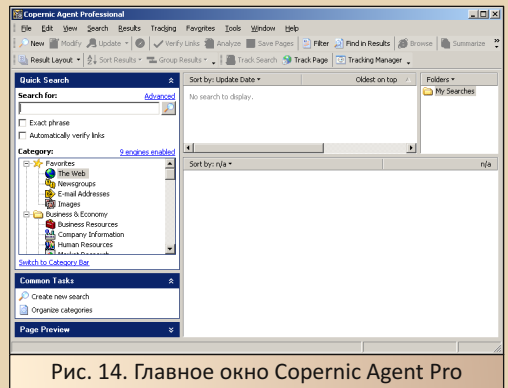 Copernic Agent Professional
File Edit View Search Results Tracking Favorites Tools Window Help
New Modify Update Verify Links Analyze Save Pages Filter Find in Results Browse Summarize
Result Layout Sort Results Group Results Track Search Track Page Tracking Manager
Quick Search
Search for: Advanced
Exact phrase
Automatically verify links
Category: 9 engines enabled
Favorites
The Web
Newsgroups
E-mail Addresses
Images
Business & Economy
Business Resources
Company Information
Human Resources
Market Research
Switch to Category Bar
Common Tasks
Create new search
Organize categories
Page Preview
Sort by: Update Date Oldest on top
No search to display.
Folders
My Searches
Sort by: n/a n/a
Рис. 14. Главное окно Copernic Agent Pro